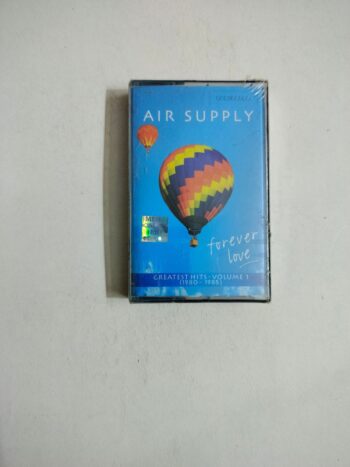 AIR SUPPLY
forever
love
GREATEST HITS · VOLUME 1
(1980 - 1985)